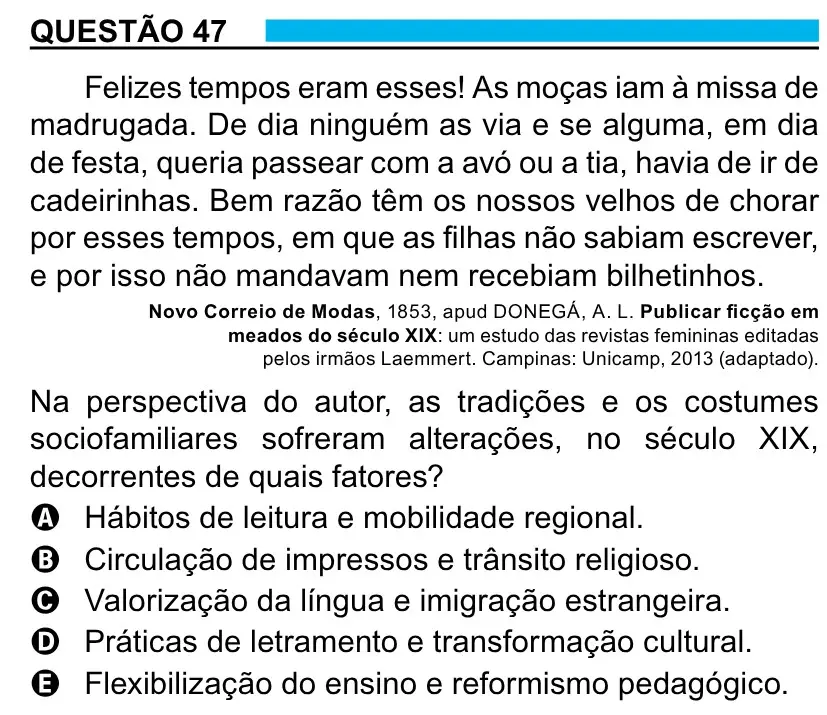 QUESTÃO 47
Felizes tempos eram esses! As moças iam à missa de
madrugada. De dia ninguém as via e se alguma, em dia
de festa, queria passear com a avó ou a tia, havia de ir de
cadeirinhas. Bem razão têm os nossos velhos de chorar
por esses tempos, em que as filhas não sabiam escrever,
e por isso não mandavam nem recebiam bilhetinhos.
Novo Correio de Modas, 1853, apud DONEGÁ, A. L. Publicar ficção em
meados do século XIX: um estudo das revistas femininas editadas
pelos irmãos Laemmert. Campinas: Unicamp, 2013 (adaptado).
Na perspectiva do autor, as tradições e os costumes
sociofamiliares sofreram alterações, no século XIX,
decorrentes de quais fatores?
A Hábitos de leitura e mobilidade regional.
B Circulação de impressos e trânsito religioso.
C Valorização da língua e imigração estrangeira.
D Práticas de letramento e transformação cultural.
E Flexibilização do ensino e reformismo pedagógico.